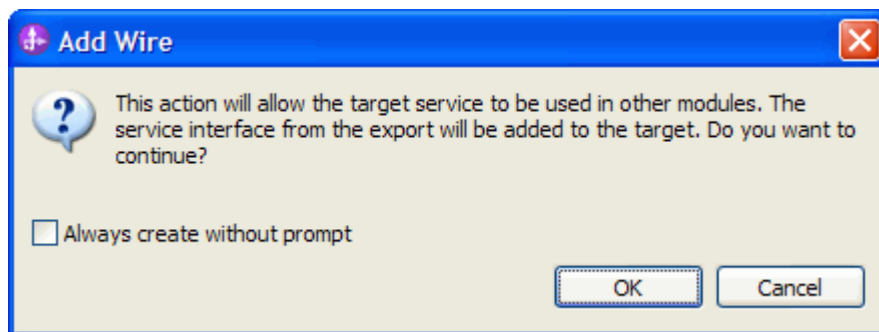 Add Wire
This action will allow the target service to be used in other modules. The
service interface from the export will be added to the target. Do you want to
continue?
Always create without prompt
OK
Cancel